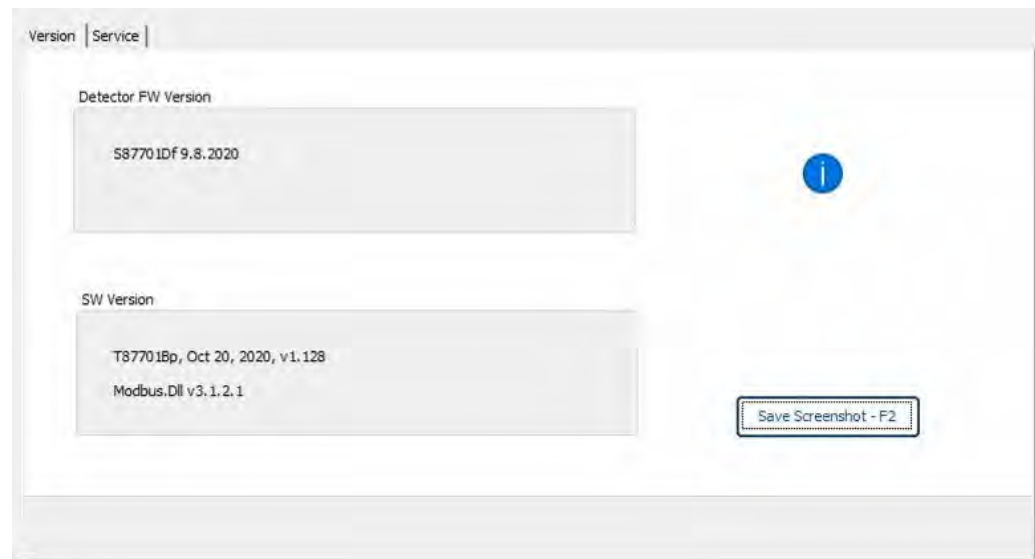 Version Service
Detector FW Version
S87701Df 9.8.2020
i
SW Version
T87701Bp, Oct 20, 2020, v1.128
Modbus.Dll v3.1.2.1
Save Screenshot - F2